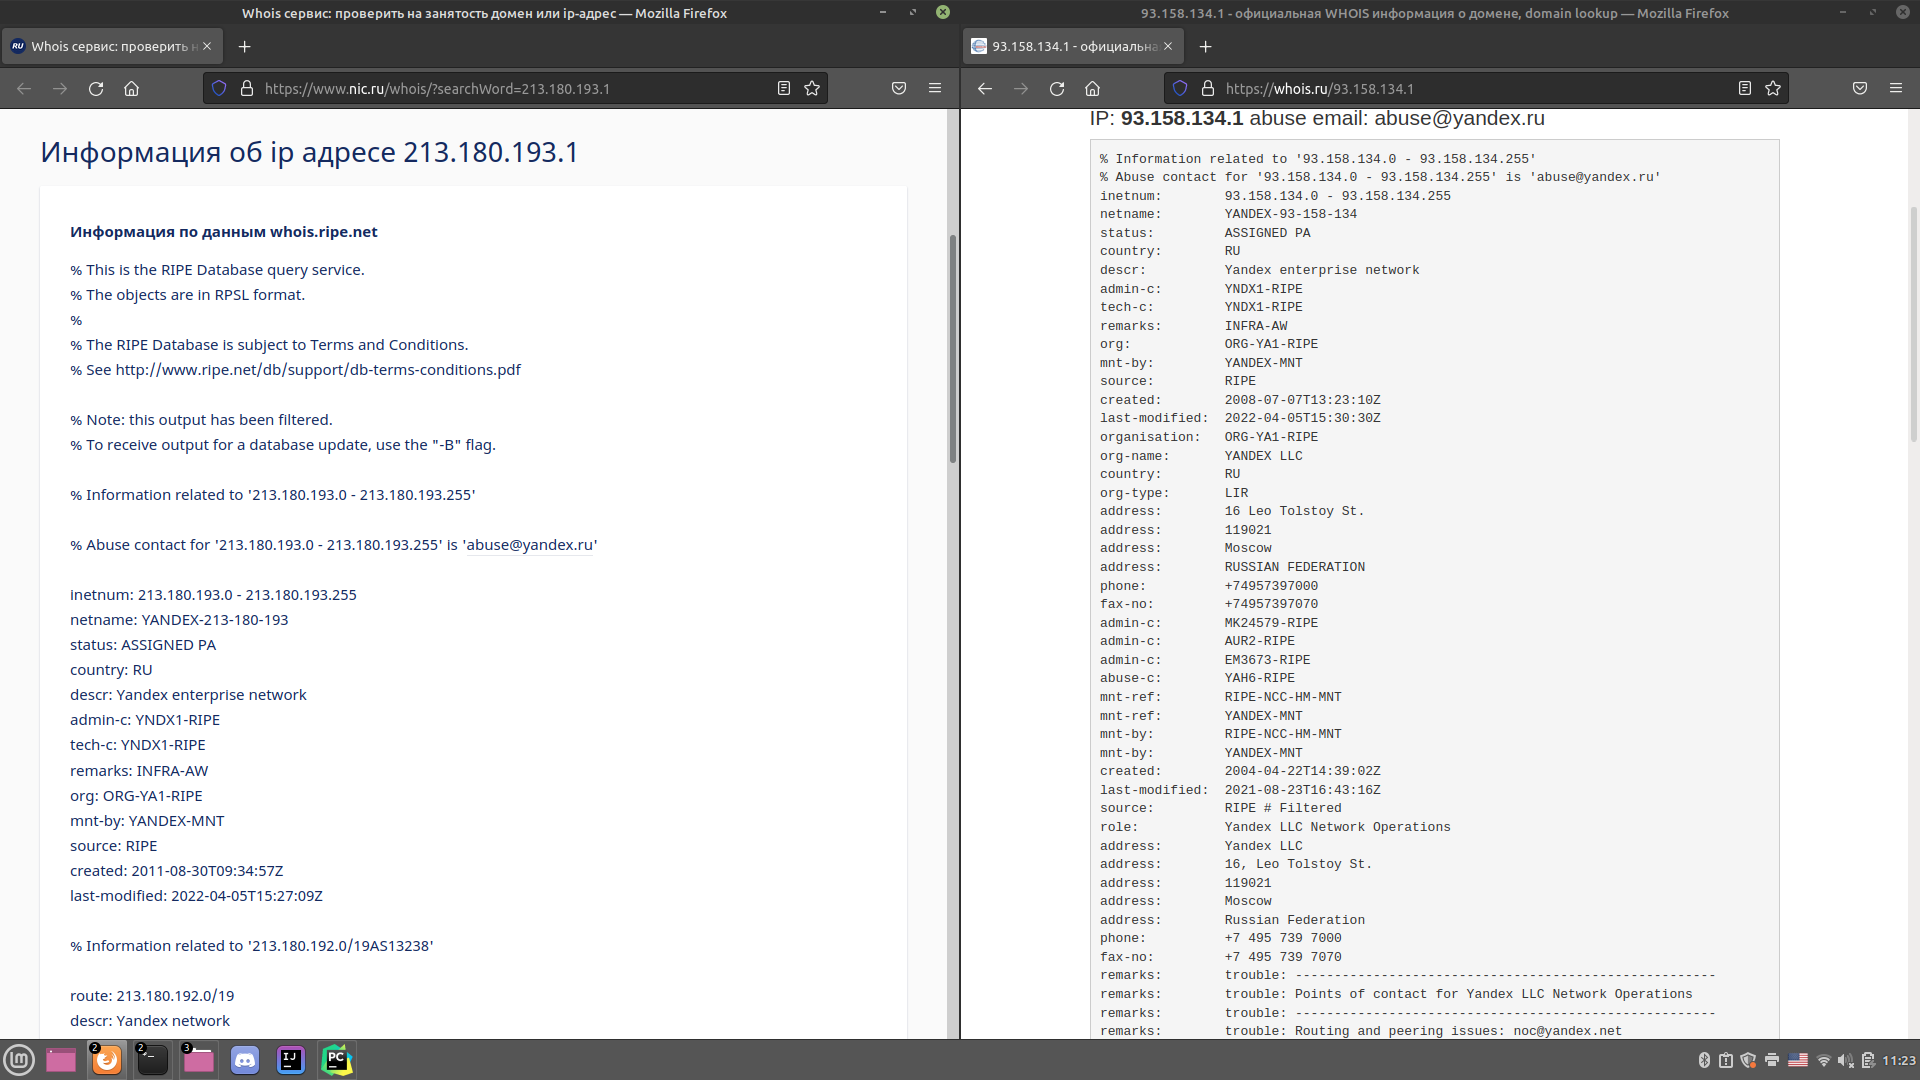 Whois сервис: проверить на занятость домен или ip-адрес — Mozilla Firefox
Whois сервис: проверить н
https://www.nic.ru/whois/?searchWord=213.180.193.1
Информация об ip адресе 213.180.193.1
Информация по данным whois.ripe.net
% This is the RIPE Database query service.
% The objects are in RPSL format.
%
% The RIPE Database is subject to Terms and Conditions.
% See http://www.ripe.net/db/support/db-terms-conditions.pdf
% Note: this output has been filtered.
% To receive output for a database update, use the "-B" flag.
% Information related to '213.180.193.0 - 213.180.193.255'
% Abuse contact for '213.180.193.0 - 213.180.193.255' is 'abuse@yandex.ru'
inetnum: 213.180.193.0 - 213.180.193.255
netname: YANDEX-213-180-193
status: ASSIGNED PA
country: RU
descr: Yandex enterprise network
admin-c: YNDX1-RIPE
tech-c: YNDX1-RIPE
remarks: INFRA-AW
org: ORG-YA1-RIPE
mnt-by: YANDEX-MNT
source: RIPE
created: 2011-08-30T09:34:57Z
last-modified: 2022-04-05T15:27:09Z
% Information related to '213.180.192.0/19AS13238'
route: 213.180.192.0/19
descr: Yandex network
93.158.134.1 - официальная WHOIS информация о домене, domain lookup — Mozilla Firefox
93.158.134.1 - официальна
https://whois.ru/93.158.134.1
IP: 93.158.134.1 abuse email: abuse@yandex.ru
% Information related to '93.158.134.0 - 93.158.134.255'
% Abuse contact for '93.158.134.0 - 93.158.134.255' is 'abuse@yandex.ru'
inetnum: 93.158.134.0 - 93.158.134.255
netname: YANDEX-93-158-134
status: ASSIGNED PA
country: RU
descr: Yandex enterprise network
admin-c: YNDX1-RIPE
tech-c: YNDX1-RIPE
remarks: INFRA-AW
org: ORG-YA1-RIPE
mnt-by: YANDEX-MNT
source: RIPE
created: 2008-07-07T13:23:10Z
last-modified: 2022-04-05T15:30:30Z
organisation: ORG-YA1-RIPE
org-name: YANDEX LLC
country: RU
org-type: LIR
address: 16 Leo Tolstoy St.
address: 119021
address: Moscow
address: RUSSIAN FEDERATION
phone: +74957397000
fax-no: +74957397070
admin-c: MK24579-RIPE
admin-c: AUR2-RIPE
admin-c: EM3673-RIPE
abuse-c: YAH6-RIPE
mnt-ref: RIPE-NCC-HM-MNT
mnt-ref: YANDEX-MNT
mnt-by: RIPE-NCC-HM-MNT
mnt-by: YANDEX-MNT
created: 2004-04-22T14:39:02Z
last-modified: 2021-08-23T16:43:16Z
source: RIPE # Filtered
role: Yandex LLC Network Operations
address: Yandex LLC
address: 16, Leo Tolstoy St.
address: 119021
address: Moscow
address: Russian Federation
phone: +7 495 739 7000
fax-no: +7 495 739 7070
remarks: trouble: ------------------------------------------------------
remarks: trouble: Points of contact for Yandex LLC Network Operations
remarks: trouble: ------------------------------------------------------
remarks: trouble: Routing and peering issues: noc@yandex.net
2
2
3
IJ
PC
11:23